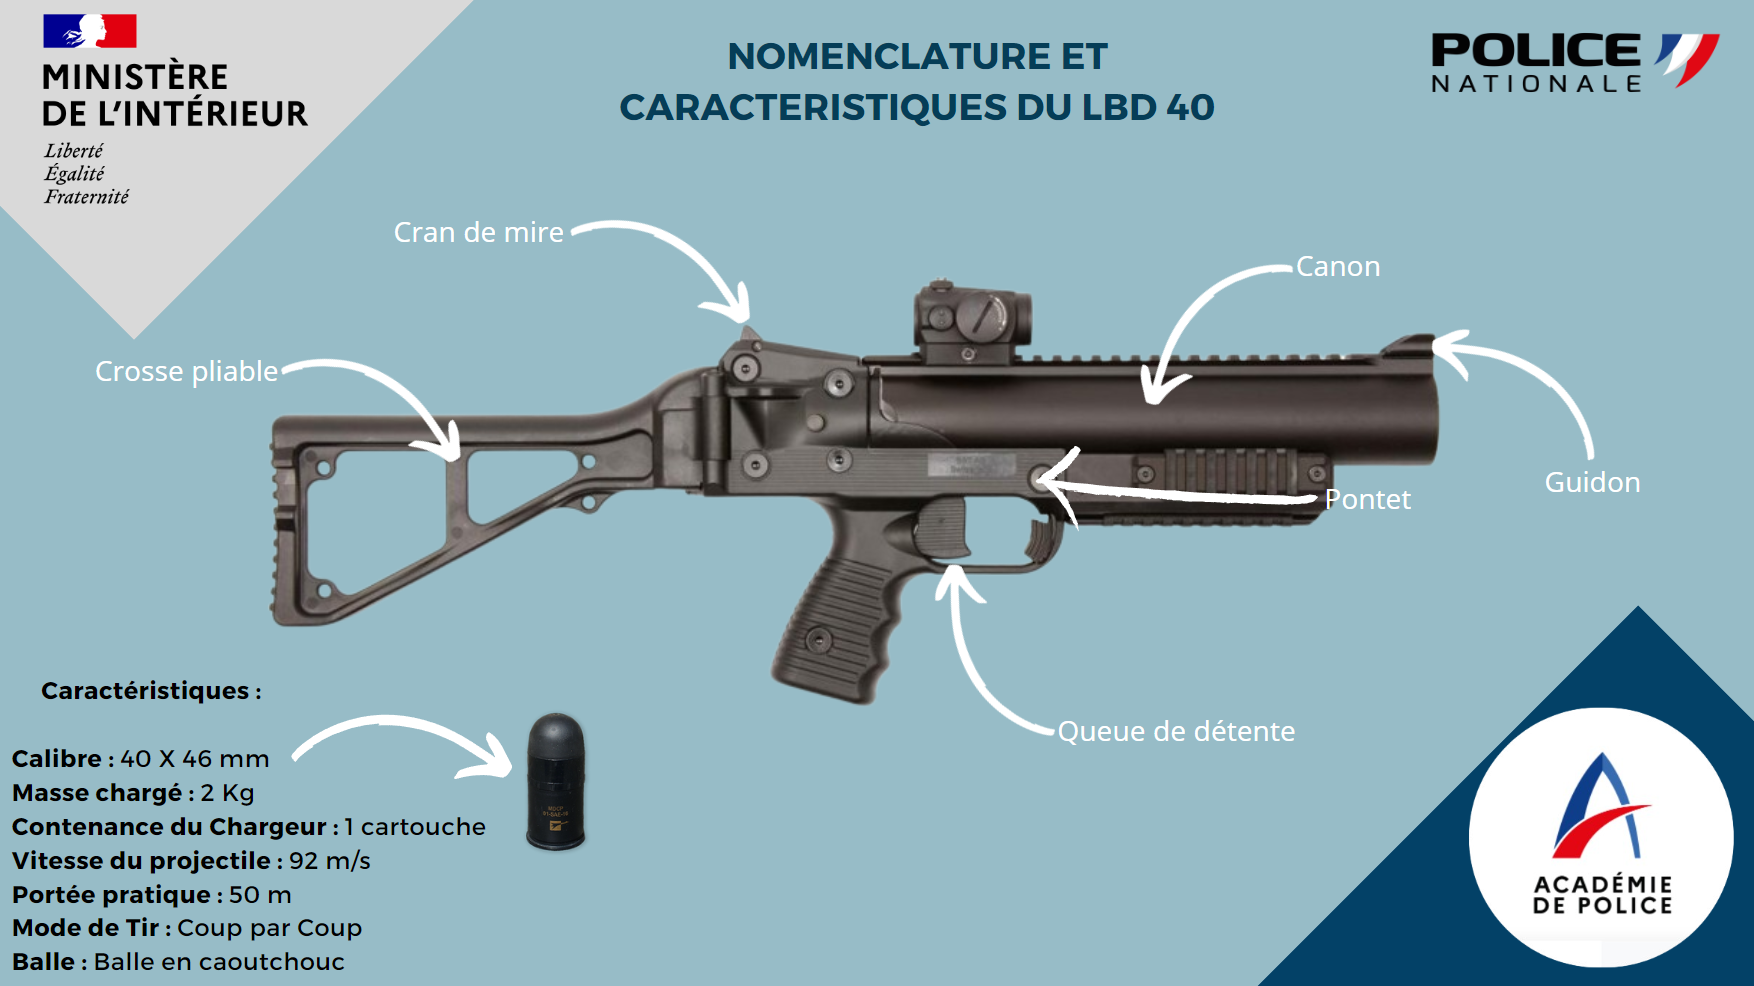 MINISTÈRE
DE L'INTÉRIEUR
Liberté
Égalité
Fraternité
NOMENCLATURE ET
CARACTERISTIQUES DU LBD 40
POLICE
NATIONALE
Cran de mire
Canon
Crosse pliable
Guidon
Pontet
Queue de détente
Caractéristiques :
Calibre : 40 X 46 mm
Masse chargé : 2 Kg
Contenance du Chargeur : 1 cartouche
Vitesse du projectile : 92 m/s
Portée pratique : 50 m
Mode de Tir : Coup par Coup
Balle : Balle en caoutchouc
ACADÉMIE
DE POLICE